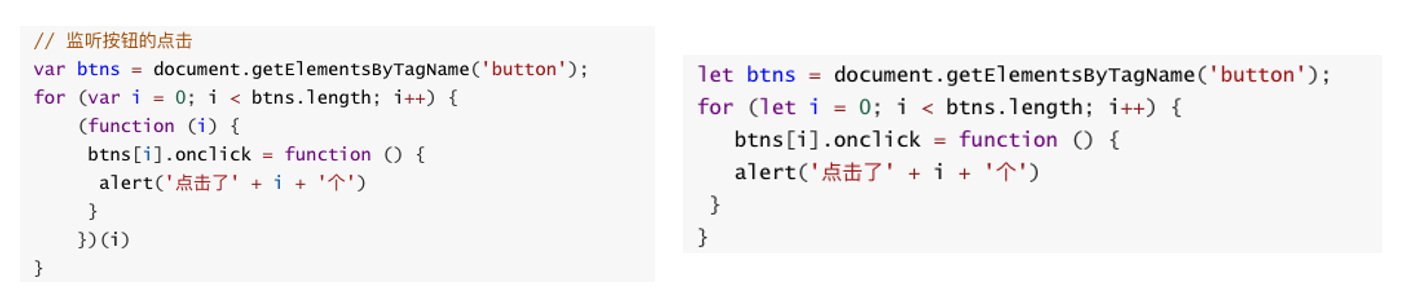 // 监听按钮的点击
var btns = document.getElementsByTagName('button');
for (var i = 0; i < btns.length; i++) {
(function (i) {
btns[i].onclick = function () {
alert('点击了' + i + '个')
}
})(i)
}
let btns = document.getElementsByTagName('button');
for (let i = 0; i < btns.length; i++) {
btns[i].onclick = function () {
alert('点击了' + i + '个')
}
}